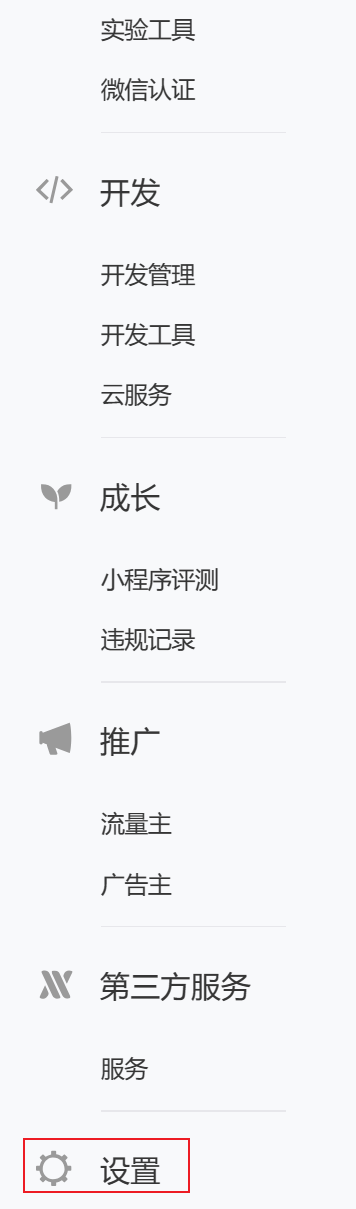 实验工具
微信认证
开发
开发管理
开发工具
云服务
成长
小程序评测
违规记录
推广
流量主
广告主
第三方服务
服务
设置